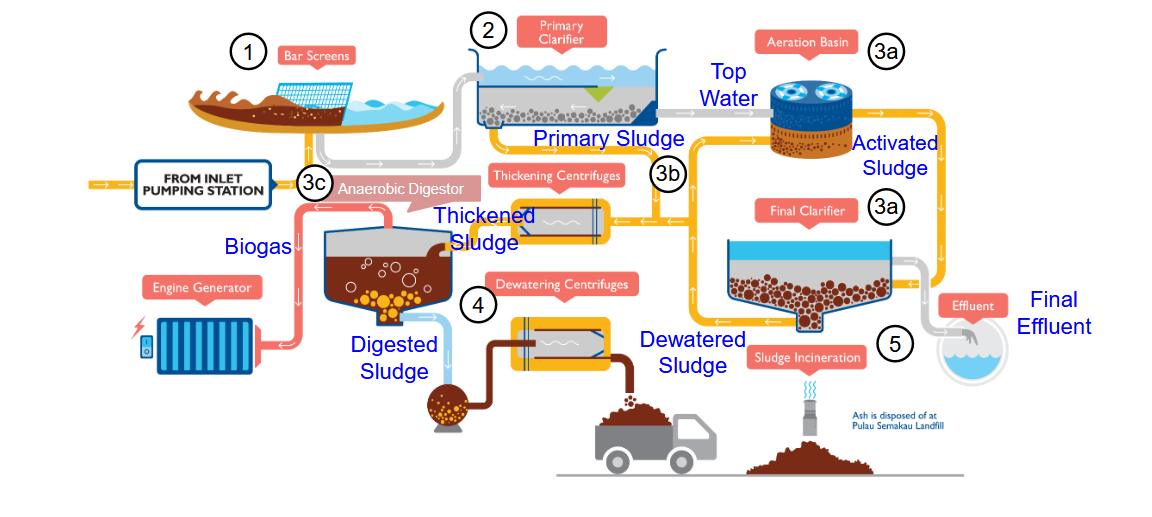 1
Bar Screens
2
Primary
Clarifier
Aeration Basin
3a
Top
Water
Primary Sludge
Activated
Sludge
FROM INLET
PUMPING STATION
3c
Anaerobic Digestor
Thickening Centrifuges
3b
Thickened
Sludge
Final Clarifier
3a
Biogas
Engine Generator
Dewatering Centrifuges
4
Digested
Sludge
Dewatered
Sludge
Sludge Incineration
5
Effluent
Final
Effluent
Ash is disposed of at
Pulau Semakau Landfill